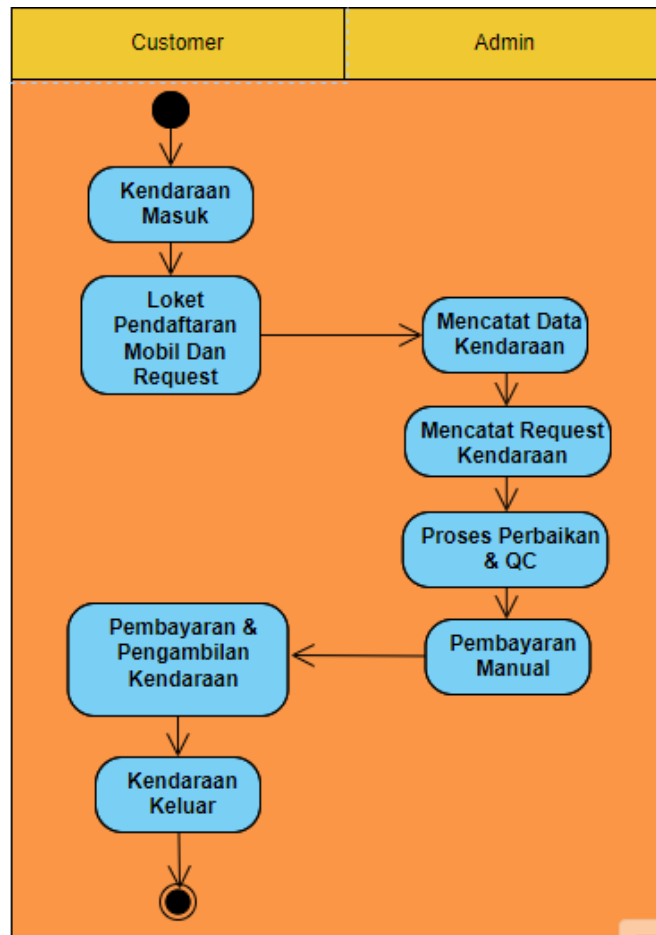 Customer
Admin
Kendaraan
Masuk
Loket
Pendaftaran
Mobil Dan
Request
Mencatat Data
Kendaraan
Mencatat Request
Kendaraan
Proses Perbaikan
& QC
Pembayaran
Manual
Pembayaran &
Pengambilan
Kendaraan
Kendaraan
Keluar